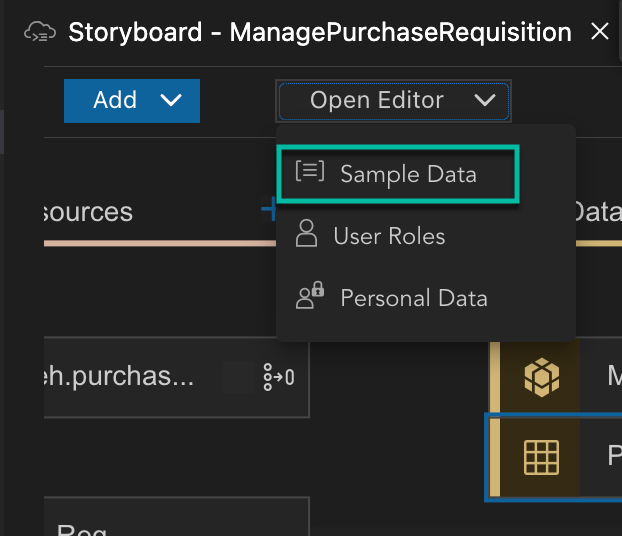 Storyboard - ManagePurchaseRequisition
Add
Open Editor
Sample Data
User Roles
Personal Data
sources
Data
eh.purchas...
M
P
Req